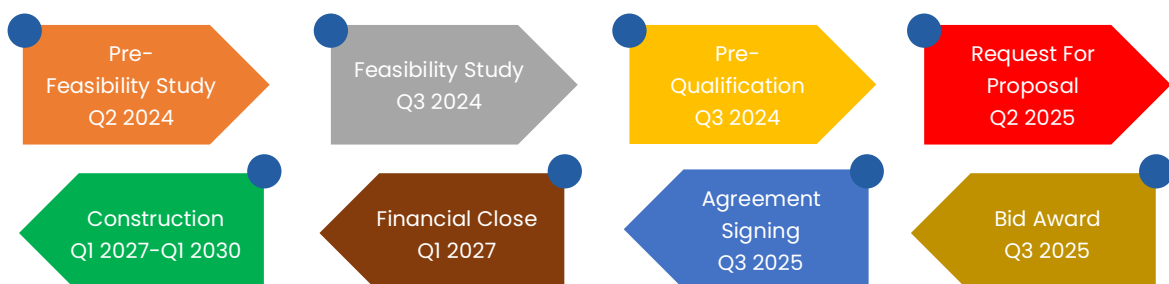 Pre-
Feasibility Study
Q2 2024
Feasibility Study
Q3 2024
Pre-
Qualification
Q3 2024
Request For
Proposal
Q2 2025
Construction
Q1 2027-Q1 2030
Financial Close
Q1 2027
Agreement
Signing
Q3 2025
Bid Award
Q3 2025